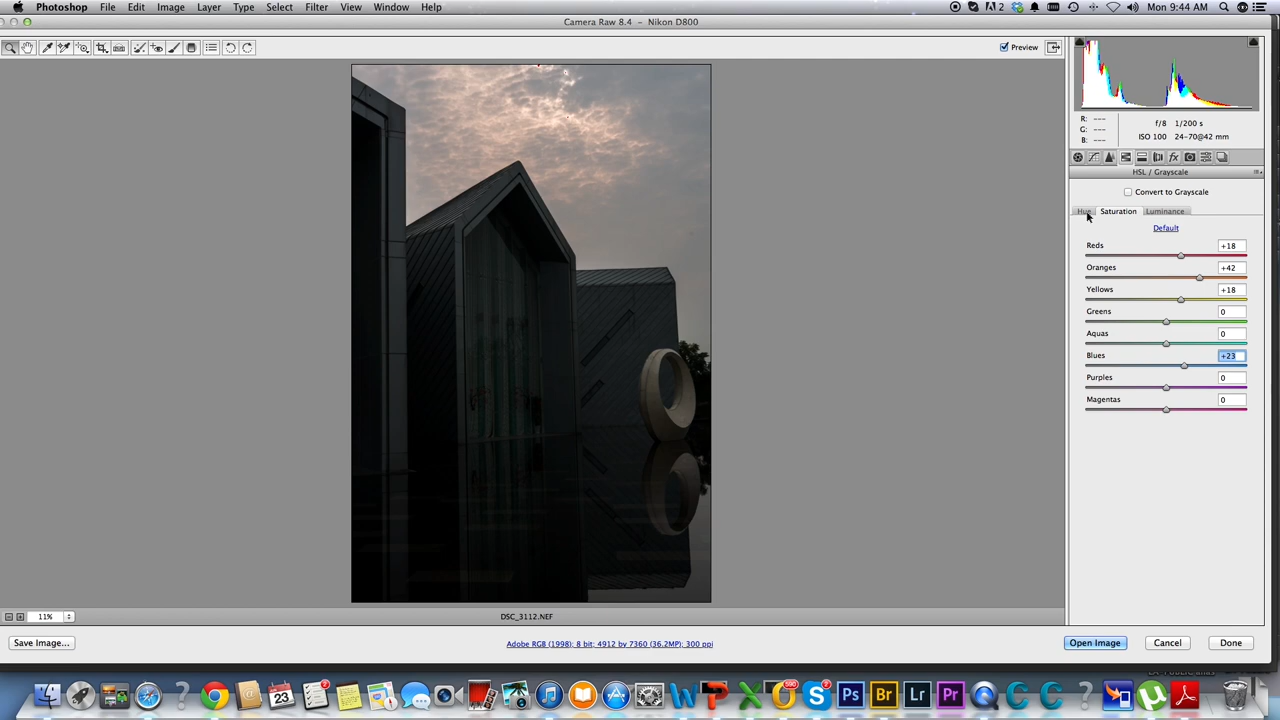 Photoshop File Edit Image Layer Type Select Filter View Window Help 2 Mon 9:44 AM
Camera Raw 8.4 - Nikon D800
Preview
R: ---
G: ---
B: ---
f/8 1/200 s
ISO 100 24-70@42 mm
HSL / Grayscale
Convert to Grayscale
Hue Saturation Luminance
Default
Reds +18
Oranges +42
Yellows +18
Greens 0
Aquas 0
Blues +23
Purples 0
Magentas 0
11% DSC_3112.NEF
Save Image... Adobe RGB (1998); 8 bit; 4912 by 7360 (36.2MP); 300 ppi Open Image Cancel Done